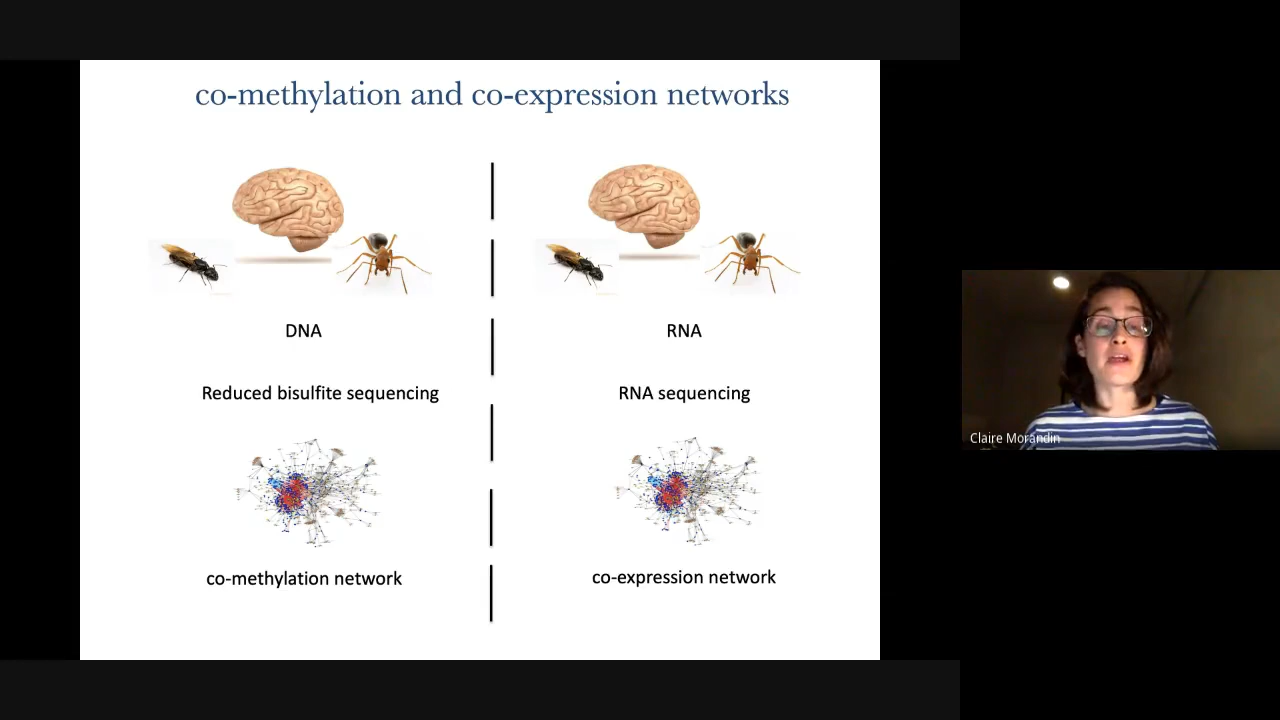 co-methylation and co-expression networks
DNA
RNA
Reduced bisulfite sequencing
RNA sequencing
co-methylation network
co-expression network
Claire Morandin